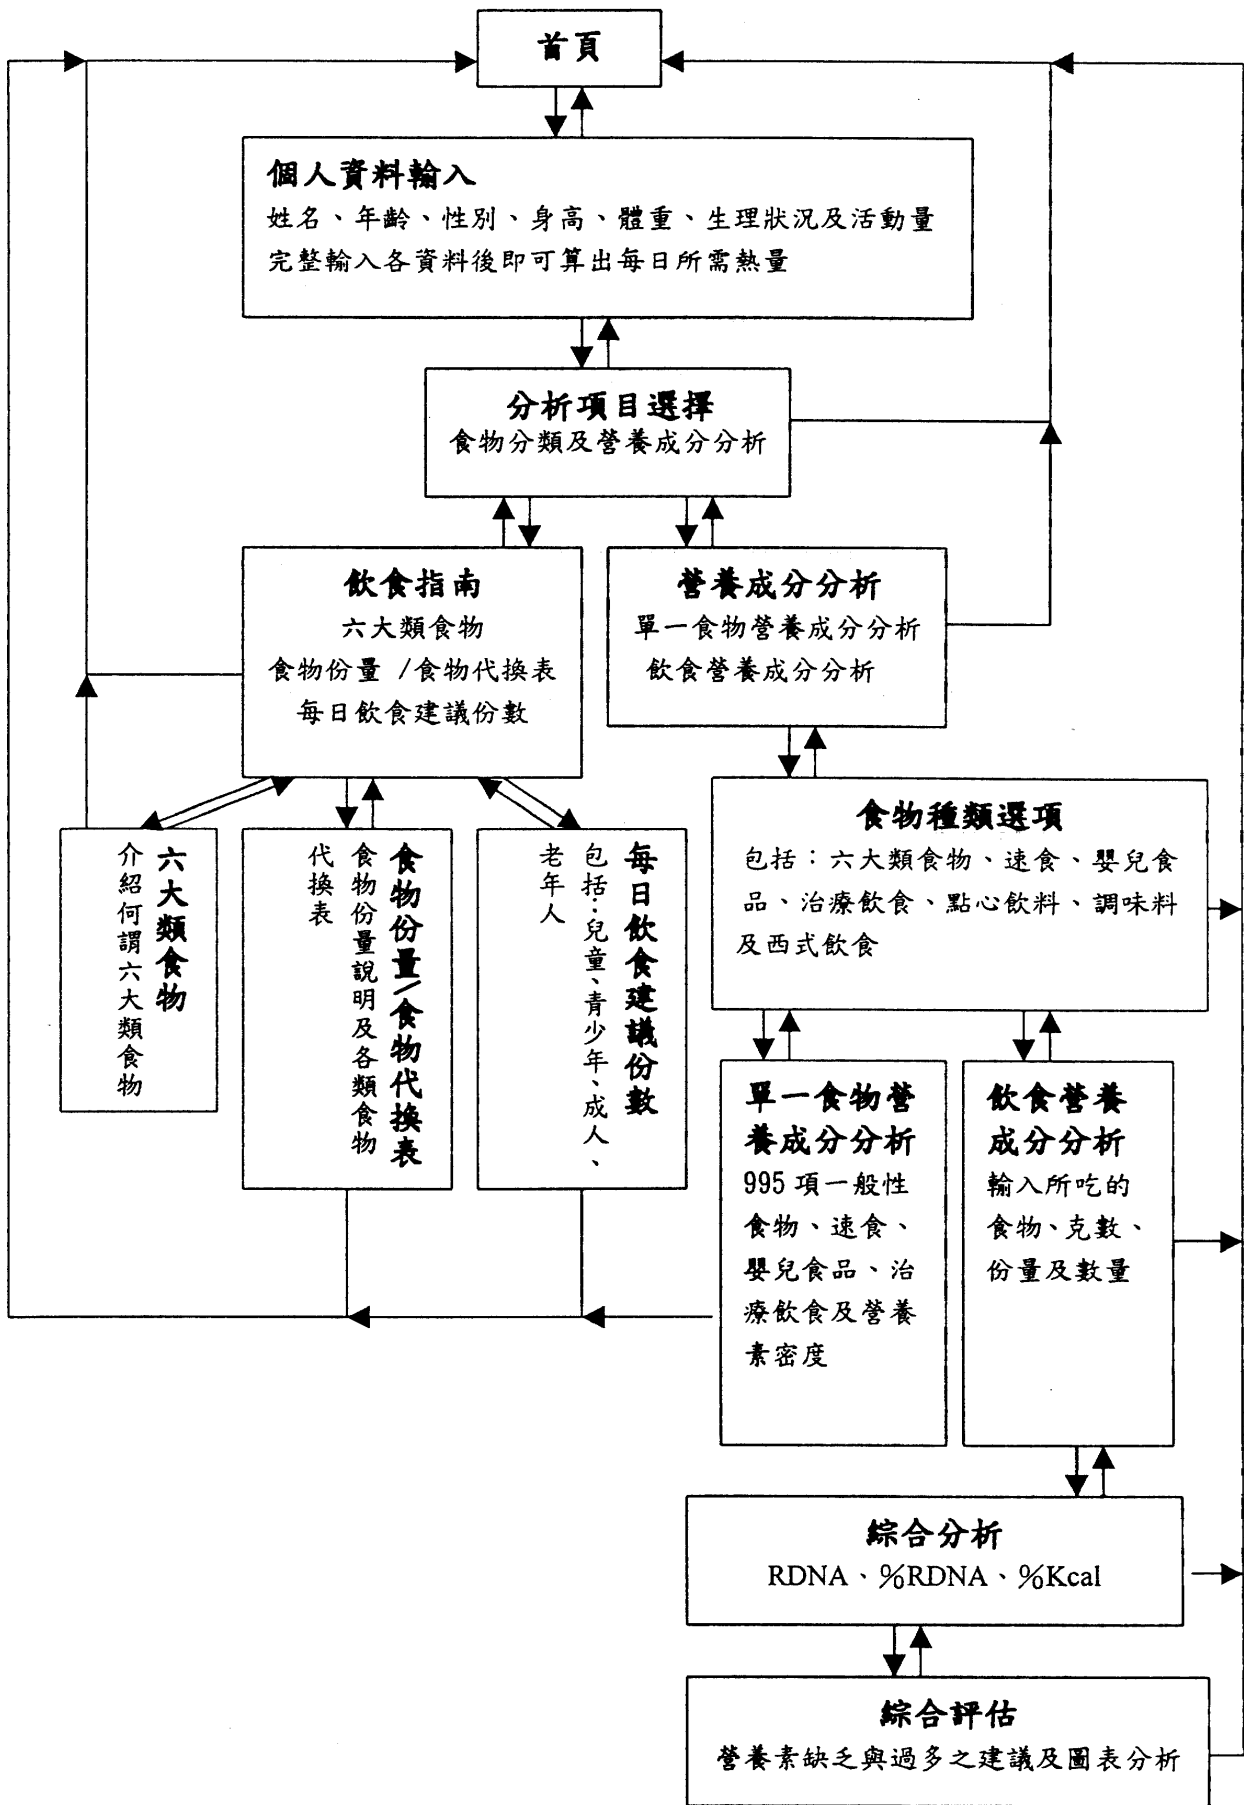 首頁
個人資料輸入
姓名、年齡、性別、身高、體重、生理狀況及活動量
完整輸入各資料後即可算出每日所需熱量
分析項目選擇
食物分類及營養成分分析
飲食指南
六大類食物
食物份量 /食物代換表
每日飲食建議份數
營養成分分析
單一食物營養成分分析
飲食營養成分分析
食物種類選項
包括：六大類食物、速食、嬰兒食
品、治療飲食、點心飲料、調味料
及西式飲食
六大類食物
介紹何謂六大類食物
食物份量/食物代換表
食物份量說明及各類食物
代換表
每日飲食建議份數
包括：兒童、青少年、成人、
老年人
單一食物營
養成分分析
995 項一般性
食物、速食、
嬰兒食品、治
療飲食及營養
素密度
飲食營養
成分分析
輸入所吃的
食物、克數、
份量及數量
綜合分析
RDNA、%RDNA、%Kcal
綜合評估
營養素缺乏與過多之建議及圖表分析